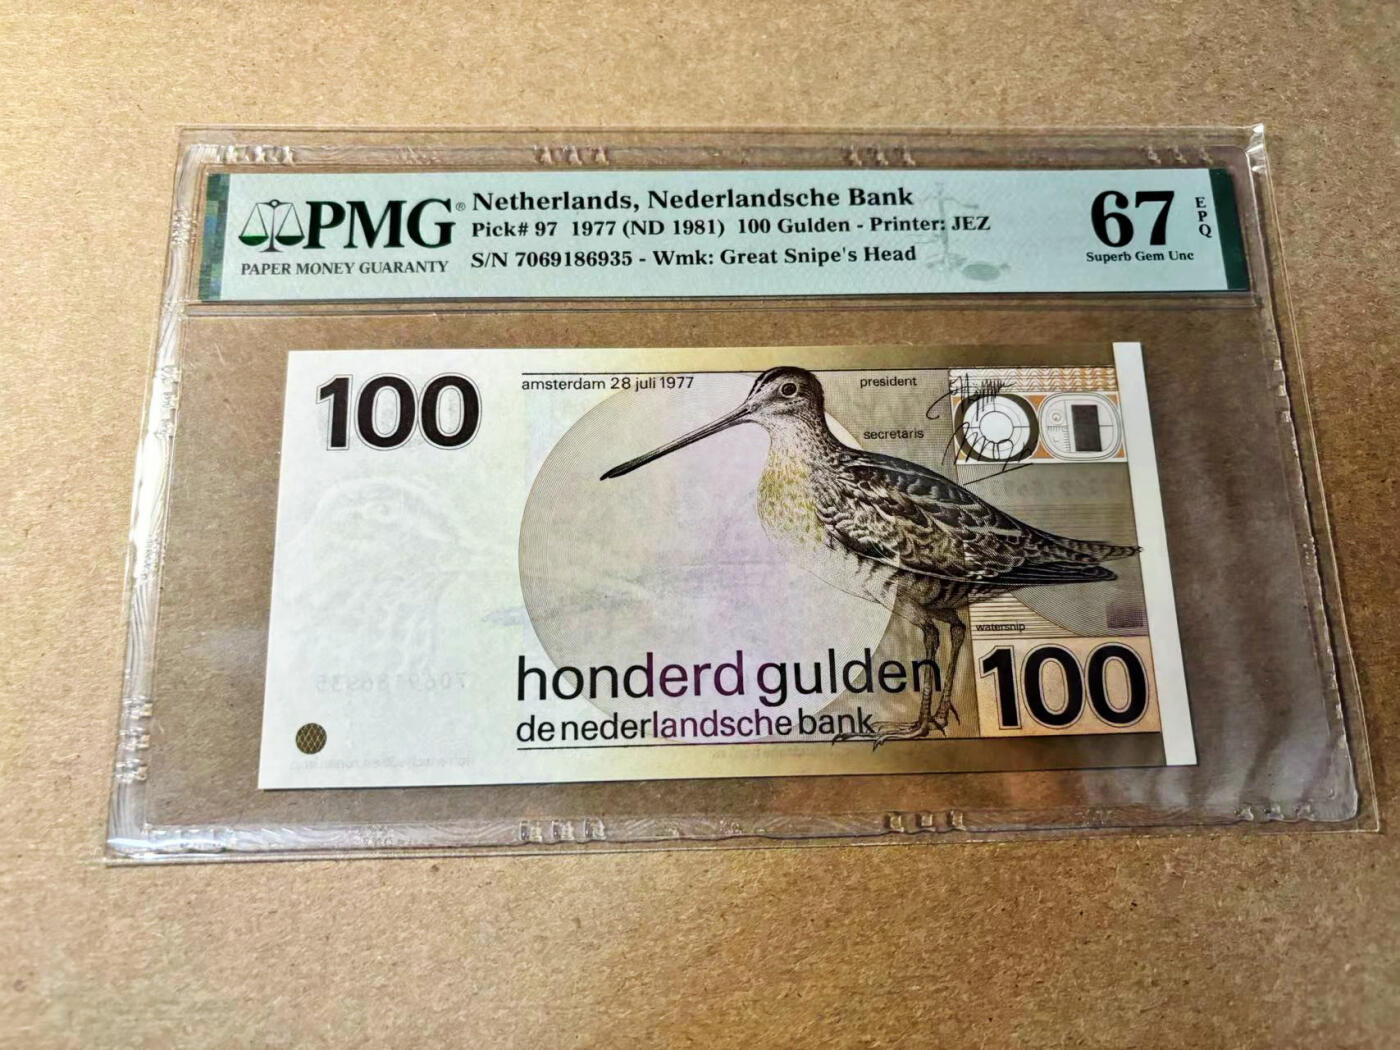 PMG®
PAPER MONEY GUARANTY
Netherlands, Nederlandsche Bank
Pick# 97 1977 (ND 1981) 100 Gulden - Printer: JEZ
S/N 7069186935 - Wmk: Great Snipe's Head
67
EPQ
Superb Gem Unc
100
amsterdam 28 juli 1977
president
secretaris
watersnip
honderd gulden
de nederlandsche bank
100
7069186935